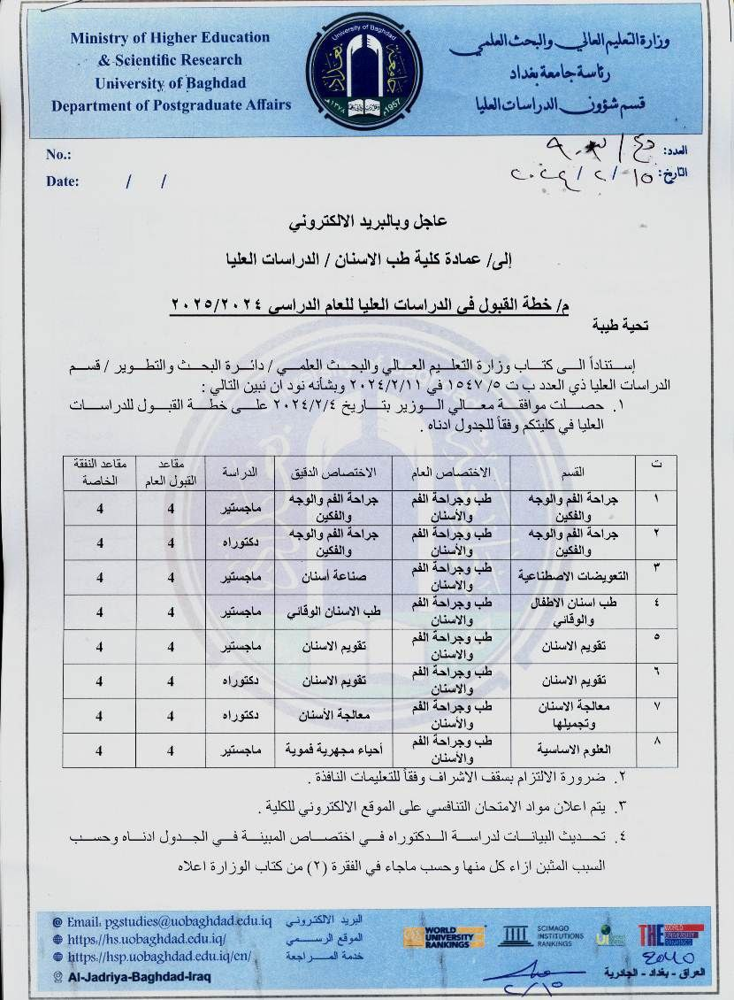 Ministry of Higher Education
& Scientific Research
University of Baghdad
Department of Postgraduate Affairs
University of Baghdad
جامعة بغداد
1957
وزارة التعليم العالي والبحث العلمي
رئاسة جامعة بغداد
قسم شؤون الدراسات العليا
No.:
Date: / /
العدد:
التاريخ: ١٥/٢/٢٠٢٤
عاجل وبالبريد الالكتروني
إلى/ عمادة كلية طب الاسنان / الدراسات العليا
م/ خطة القبول في الدراسات العليا للعام الدراسي ٢٠٢٥/٢٠٢٤
تحية طيبة
إستناداً الى كتاب وزارة التعليم العالي والبحث العلمي / دائرة البحث والتطوير / قسم
الدراسات العليا ذي العدد ب ت ٥/ ١٥٤٧ في ٢٠٢٤/٢/١١ وبشأنه نود ان نبين التالي :
١. حصلت موافقة معالي الوزير بتاريخ ٢٠٢٤/٢/٤ على خطة القبول للدراسات
العليا في كليتكم وفقاً للجدول ادناه .
ت القسم الاختصاص العام الاختصاص الدقيق الدراسة مقاعد القبول العام مقاعد النفقة الخاصة
١ جراحة الفم والوجه والفكين طب وجراحة الفم والأسنان جراحة الفم والوجه والفكين ماجستير 4 4
٢ جراحة الفم والوجه والفكين طب وجراحة الفم والأسنان جراحة الفم والوجه والفكين دكتوراه 4 4
٣ التعويضات الاصطناعية طب وجراحة الفم والاسنان صناعة أسنان ماجستير 4 4
٤ طب اسنان الاطفال والوقائي طب وجراحة الفم والاسنان طب الاسنان الوقائي ماجستير 4 4
٥ تقويم الاسنان طب وجراحة الفم والاسنان تقويم الاسنان ماجستير 4 4
٦ تقويم الاسنان طب وجراحة الفم والأسنان تقويم الاسنان دكتوراه 4 4
٧ معالجة الاسنان وتجميلها طب وجراحة الفم والأسنان معالجة الأسنان دكتوراه 4 4
٨ العلوم الاساسية طب وجراحة الفم والأسنان أحياء مجهرية فموية ماجستير 4 4
٢. ضرورة الالتزام بسقف الاشراف وفقاً للتعليمات النافذة .
٣. يتم اعلان مواد الامتحان التنافسي على الموقع الالكتروني للكلية .
٤. تحديث البيانات لدراسة الدكتوراه في اختصاص المبينة في الجدول ادناه وحسب
السبب المثبن ازاء كل منها وحسب ماجاء في الفقرة (٢) من كتاب الوزارة اعلاه
@ Email: pgstudies@uobaghdad.edu.iq البريد الالكتروني
https://hs.uobaghdad.edu.iq/ الموقع الرسمي
https://hsp.uobaghdad.edu.iq/en/ خدمة المراجعة
Al-Jadriya-Baghdad-Iraq
WORLD UNIVERSITY RANKINGS
SCIMAGO INSTITUTIONS RANKINGS
UI
THE WORLD UNIVERSITY RANKINGS
العراق - بغداد - الجادرية